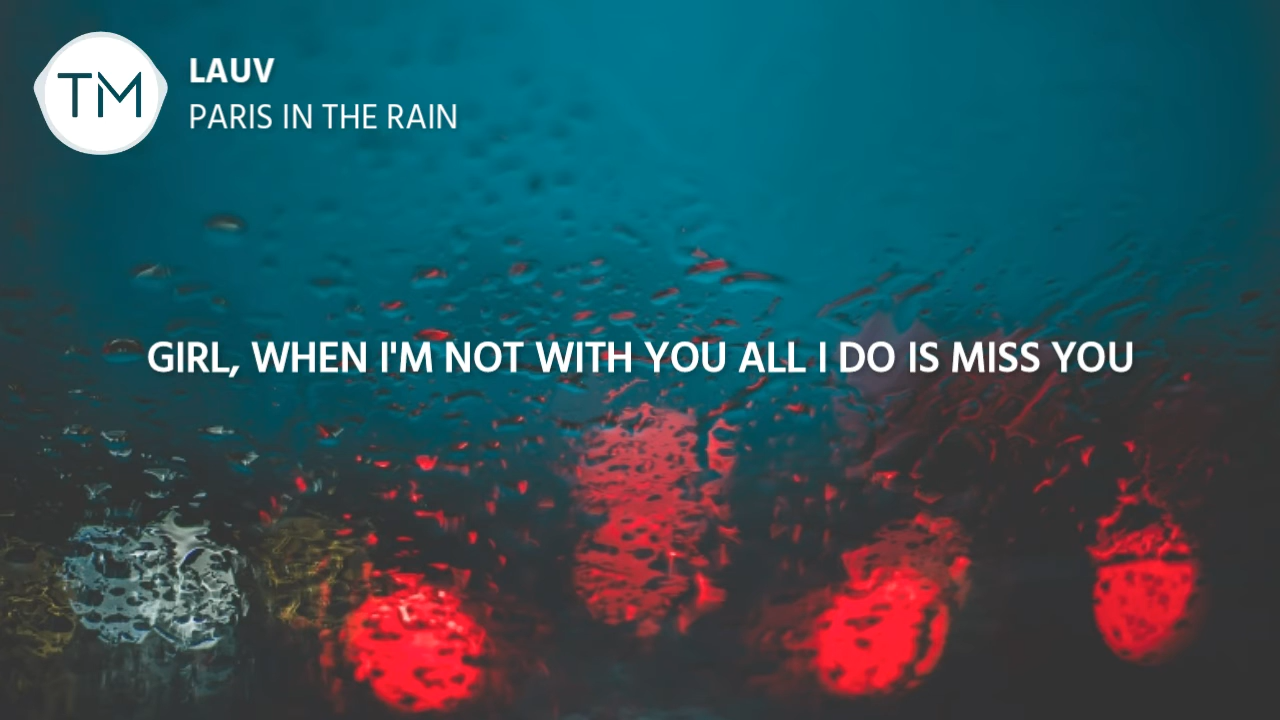 TM
LAUV
PARIS IN THE RAIN
GIRL, WHEN I'M NOT WITH YOU ALL I DO IS MISS YOU